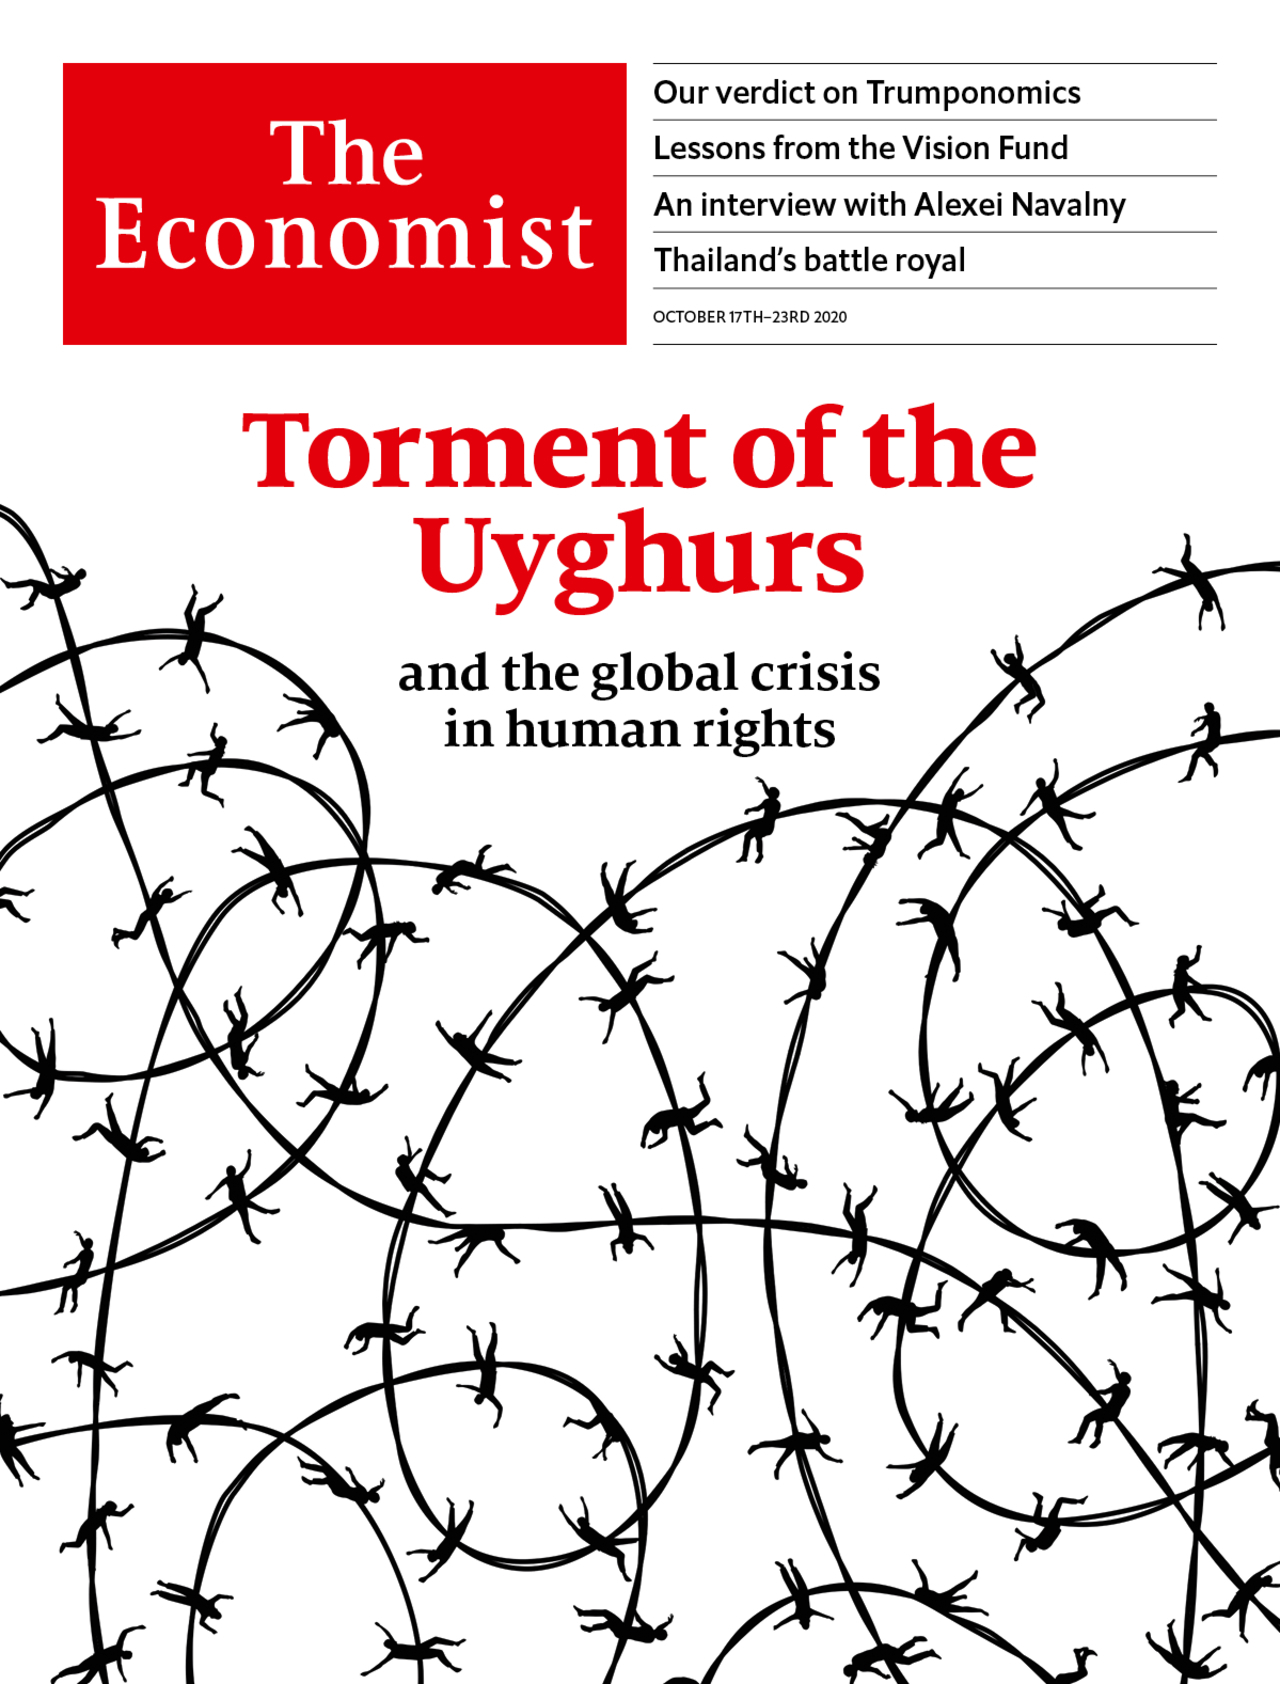 The
Economist
Our verdict on Trumponomics
Lessons from the Vision Fund
An interview with Alexei Navalny
Thailand’s battle royal
OCTOBER 17TH–23RD 2020
Torment of the
Uyghurs
and the global crisis
in human rights